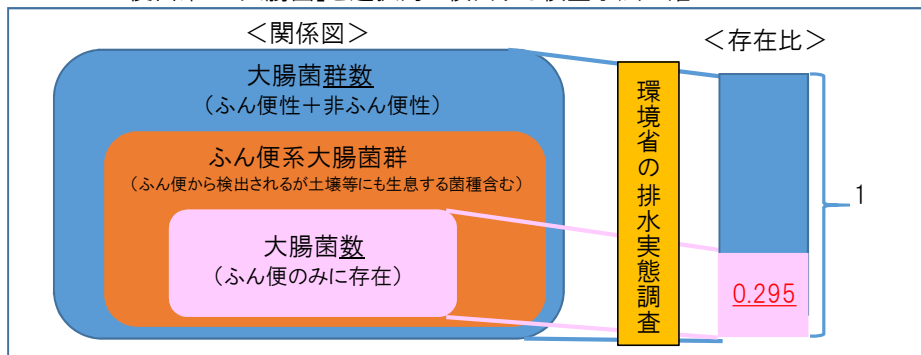 ＜関係図＞
＜存在比＞
大腸菌群数
（ふん便性＋非ふん便性）
ふん便系大腸菌群
（ふん便から検出されるが土壌等にも生息する菌種含む）
大腸菌数
（ふん便のみに存在）
環境省の排水実態調査
1
0.295